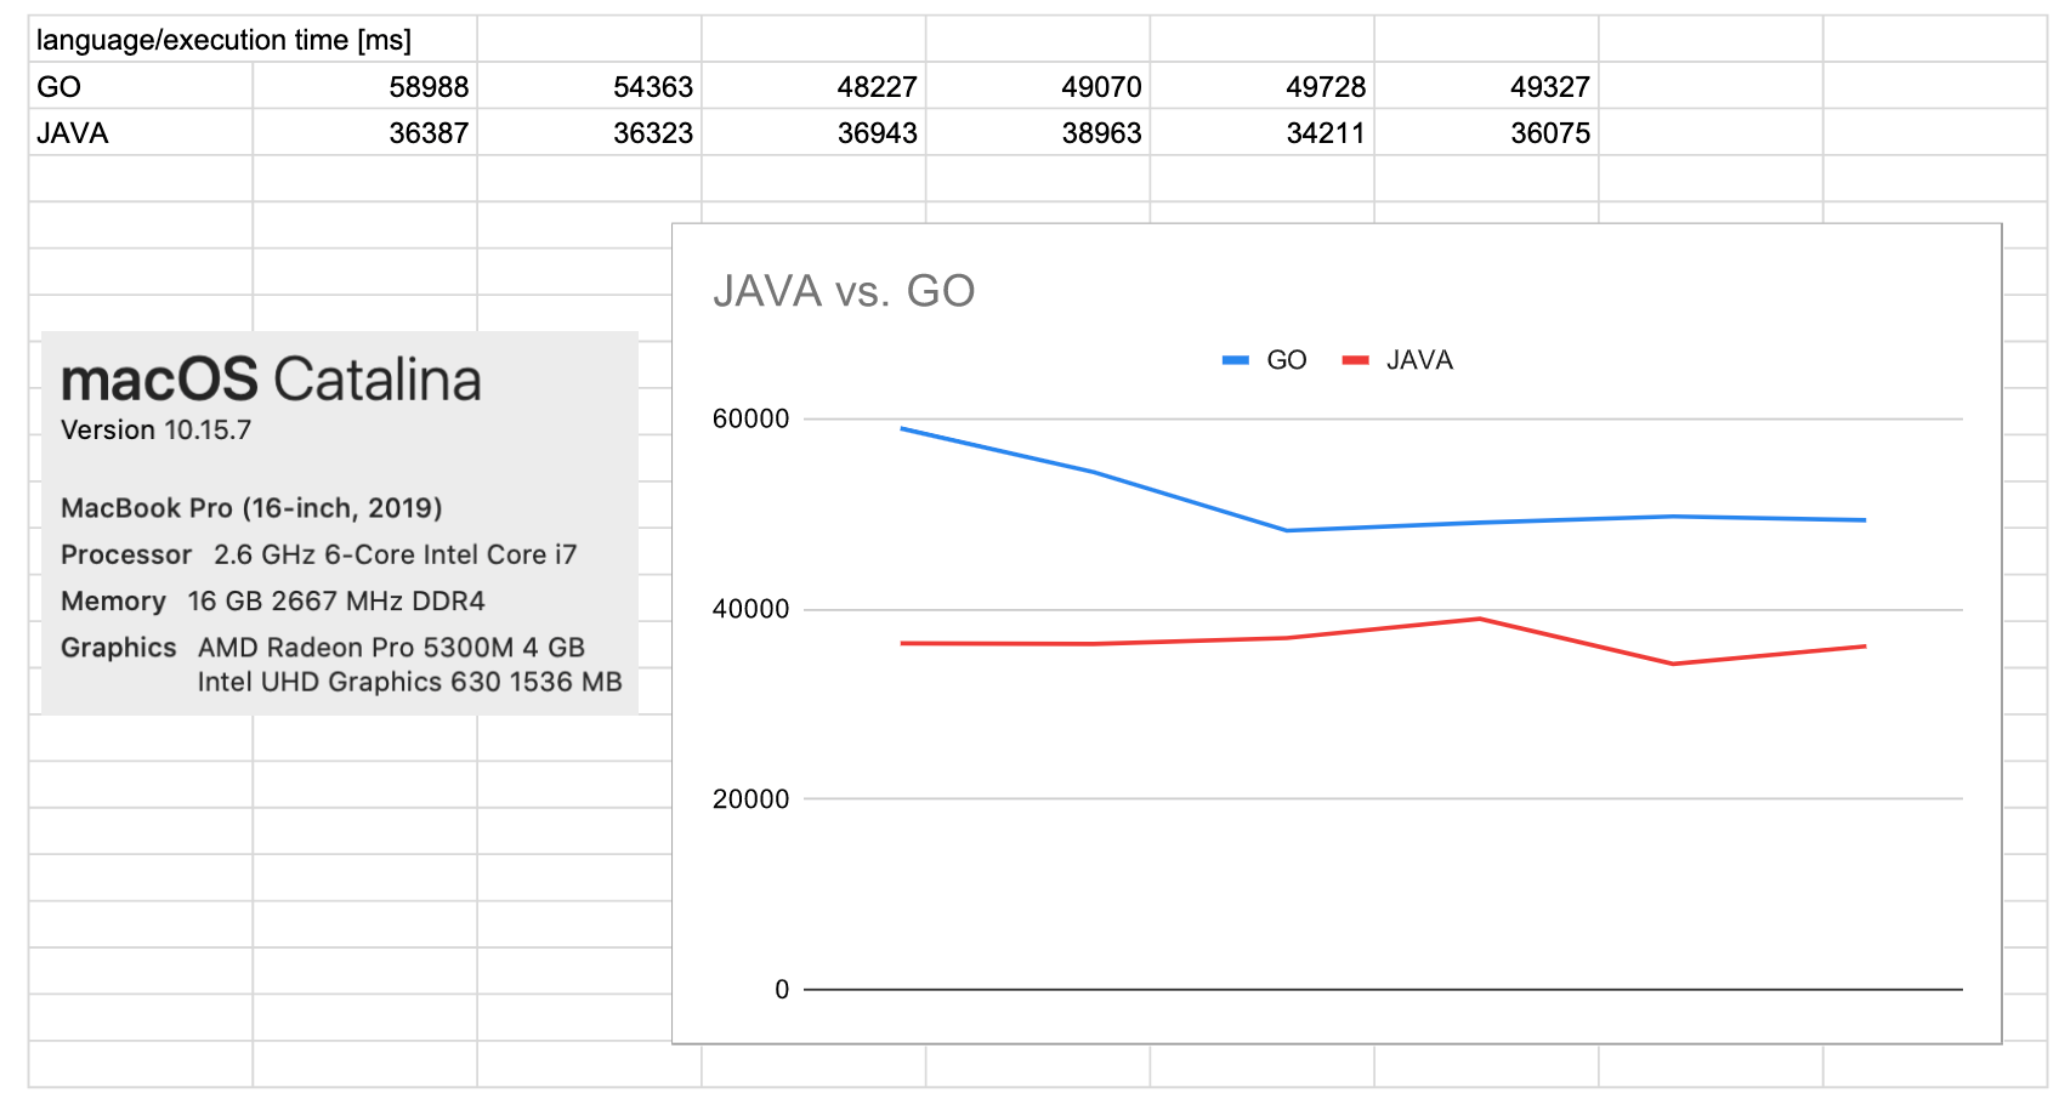 language/execution time [ms]
GO 58988 54363 48227 49070 49728 49327
JAVA 36387 36323 36943 38963 34211 36075
macOS Catalina
Version 10.15.7
MacBook Pro (16-inch, 2019)
Processor 2.6 GHz 6-Core Intel Core i7
Memory 16 GB 2667 MHz DDR4
Graphics AMD Radeon Pro 5300M 4 GB
Intel UHD Graphics 630 1536 MB
JAVA vs. GO
GO JAVA
60000
40000
20000
0